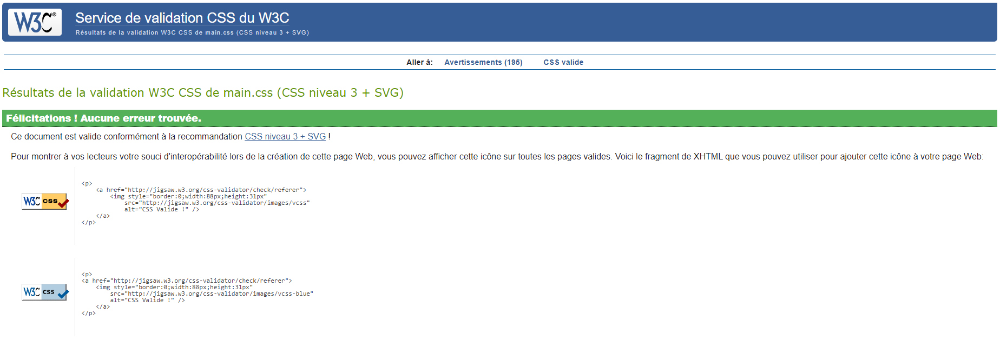 W3C® Service de validation CSS du W3C
Résultats de la validation W3C CSS de main.css (CSS niveau 3 + SVG)
Aller à: Avertissements (195) CSS valide
Résultats de la validation W3C CSS de main.css (CSS niveau 3 + SVG)
Félicitations ! Aucune erreur trouvée.
Ce document est valide conformément à la recommandation CSS niveau 3 + SVG !
Pour montrer à vos lecteurs votre souci d'interopérabilité lors de la création de cette page Web, vous pouvez afficher cette icône sur toutes les pages valides. Voici le fragment de XHTML que vous pouvez utiliser pour ajouter cette icône à votre page Web:
W3C css
<p>
    <a href="http://jigsaw.w3.org/css-validator/check/referer">
        <img style="border:0;width:88px;height:31px"
            src="http://jigsaw.w3.org/css-validator/images/vcss"
            alt="CSS Valide !" />
    </a>
</p>
W3C css
<p>
<a href="http://jigsaw.w3.org/css-validator/check/referer">
    <img style="border:0;width:88px;height:31px"
        src="http://jigsaw.w3.org/css-validator/images/vcss-blue"
        alt="CSS Valide !" />
    </a>
</p>